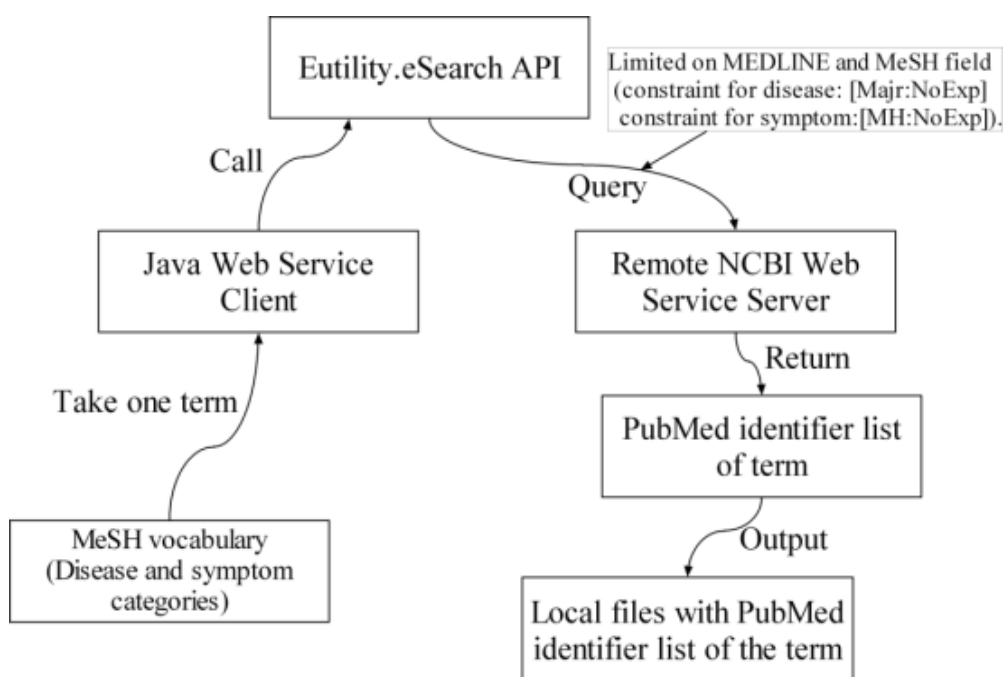 Eutility.eSearch API
Limited on MEDLINE and MeSH field
(constraint for disease: [Majr:NoExp]
constraint for symptom:[MH:NoExp]).
Call
Query
Java Web Service
Client
Remote NCBI Web
Service Server
Take one term
Return
PubMed identifier list
of term
MeSH vocabulary
(Disease and symptom
categories)
Output
Local files with PubMed
identifier list of the term